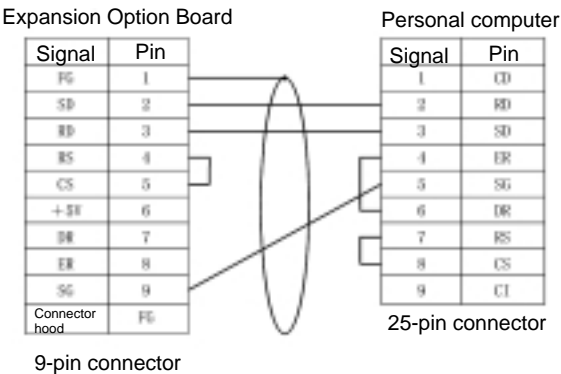 Expansion Option Board
Personal computer
Signal Pin
FG 1
SD 2
RD 3
RS 4
CS 5
+5V 6
DR 7
ER 8
SG 9
Connector hood FG
9-pin connector
Signal Pin
1 CD
2 RD
3 SD
4 ER
5 SG
6 DR
7 RS
8 CS
9 CI
25-pin connector